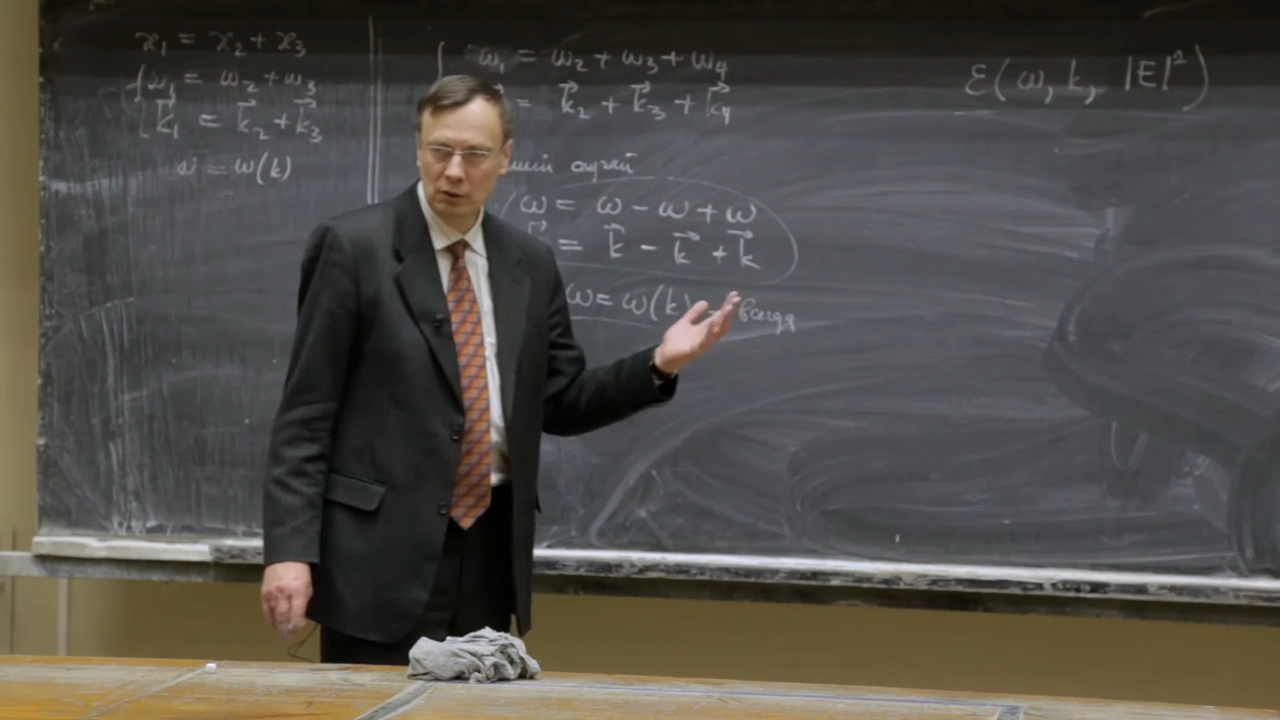 x₁ = x₂ + x₃
ω₁ = ω₂ + ω₃
k⃗₁ = k⃗₂ + k⃗₃
ω = ω(k)
ω₁ = ω₂ + ω₃ + ω₄
= k⃗₂ + k⃗₃ + k⃗₄
случай
ω = ω - ω + ω
k⃗ = k⃗ - k⃗ + k⃗
ω = ω(k) - всегда
ε(ω, k, |E|²)